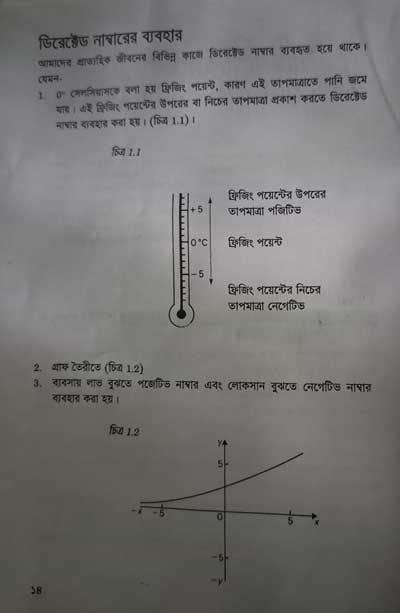 ডিরেক্টেড নাম্বারের ব্যবহার
আমাদের প্রাত্যহিক জীবনের বিভিন্ন কাজে ডিরেক্টেড নাম্বার ব্যবহৃত হয়ে থাকে।
যেমন-
1. 0° সেলসিয়াসকে বলা হয় ফ্রিজিং পয়েন্ট, কারণ এই তাপমাত্রাতে পানি জমে
যায়। এই ফ্রিজিং পয়েন্টের উপরের বা নিচের তাপমাত্রা প্রকাশ করতে ডিরেক্টেড
নাম্বার ব্যবহার করা হয়। (চিত্র 1.1)।
চিত্র 1.1
ফ্রিজিং পয়েন্টের উপরের
+ 5 তাপমাত্রা পজিটিভ
0°C ফ্রিজিং পয়েন্ট
– 5
ফ্রিজিং পয়েন্টের নিচের
তাপমাত্রা নেগেটিভ
2. গ্রাফ তৈরীতে (চিত্র 1.2)
3. ব্যবসায় লাভ বুঝতে পজেটিভ নাম্বার এবং লোকসান বুঝতে নেগেটিভ নাম্বার
ব্যবহার করা হয়।
চিত্র 1.2
y
5
– x – 5 0 5 x
– 5
– y
১৪